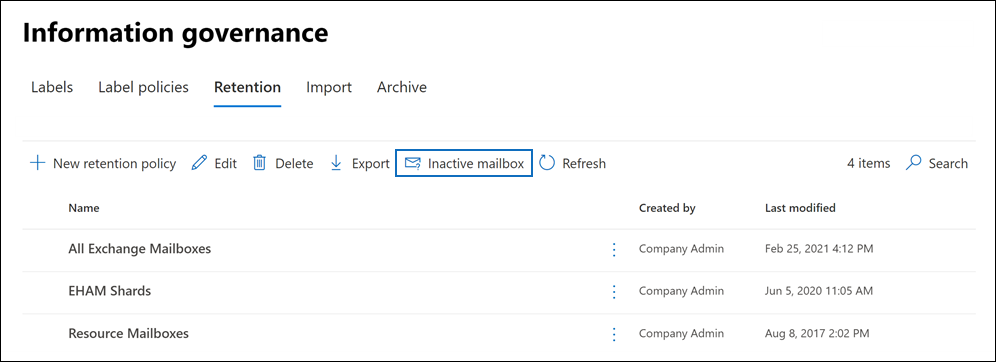 Information governance
Labels Label policies Retention Import Archive
New retention policy Edit Delete Export Inactive mailbox Refresh 4 items Search
Name Created by Last modified
All Exchange Mailboxes Company Admin Feb 25, 2021 4:12 PM
EHAM Shards Company Admin Jun 5, 2020 11:05 AM
Resource Mailboxes Company Admin Aug 8, 2017 2:02 PM